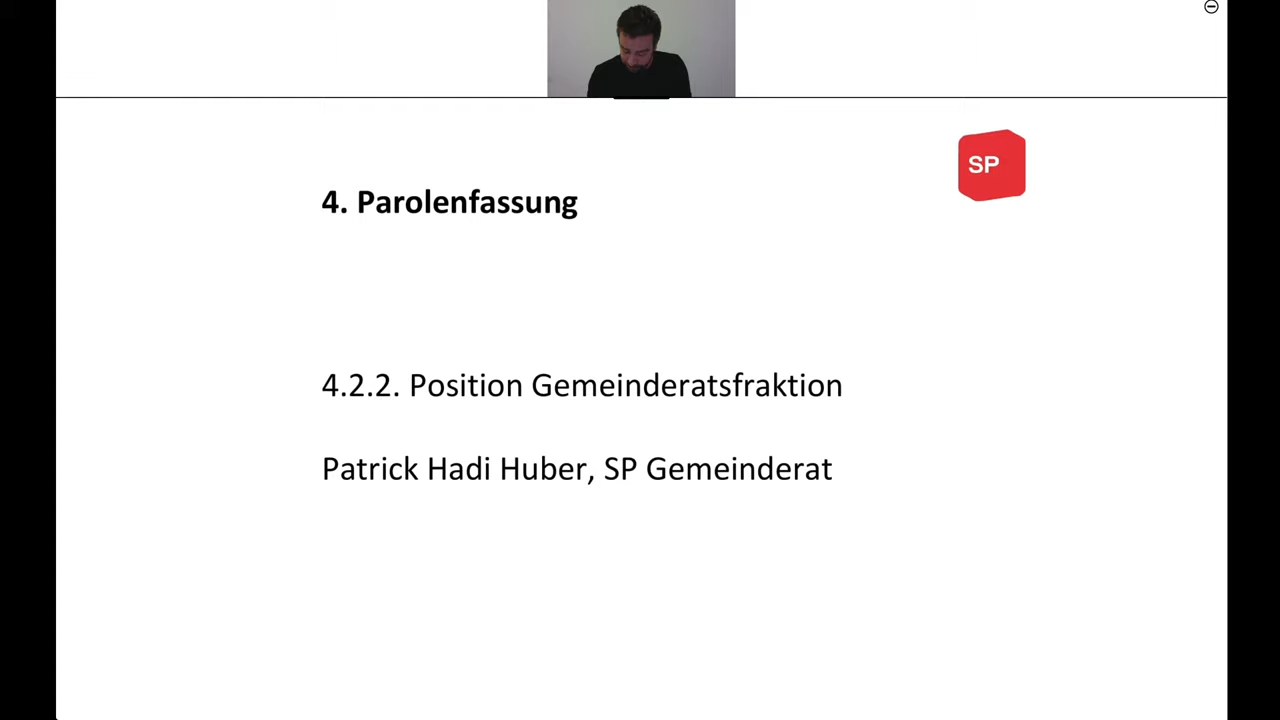 SP
4. Parolenfassung
4.2.2. Position Gemeinderatsfraktion
Patrick Hadi Huber, SP Gemeinderat